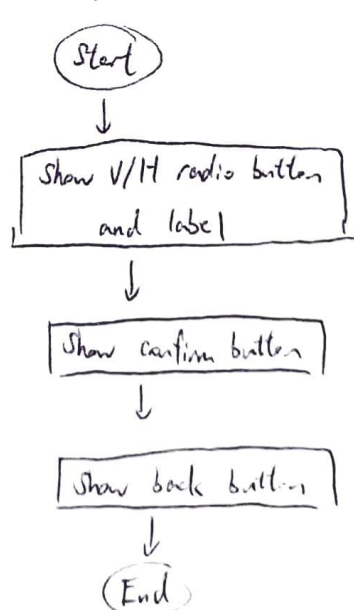 Start
Show V/H radio button
and label
Show confirm button
Show back button
End